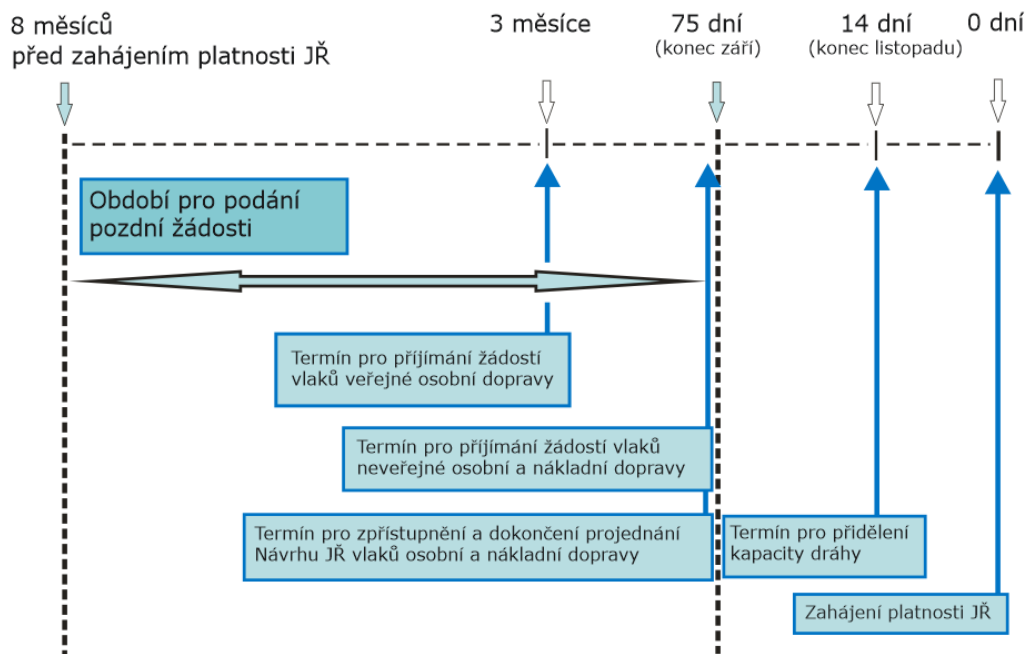 8 měsíců
před zahájením platnosti JŘ
3 měsíce
75 dní
(konec září)
14 dní
(konec listopadu)
0 dní
Období pro podání
pozdní žádosti
Termín pro příjímání žádostí
vlaků veřejné osobní dopravy
Termín pro příjímání žádostí vlaků
neveřejné osobní a nákladní dopravy
Termín pro zpřístupnění a dokončení projednání
Návrhu JŘ vlaků osobní a nákladní dopravy
Termín pro přidělení
kapacity dráhy
Zahájení platnosti JŘ